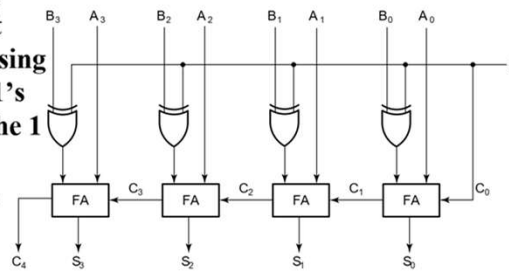 B3 A3 B2 A2 B1 A1 B0 A0
sing
1's
he 1
FA C3 FA C2 FA C1 FA C0
C4 S3 S2 S1 S0